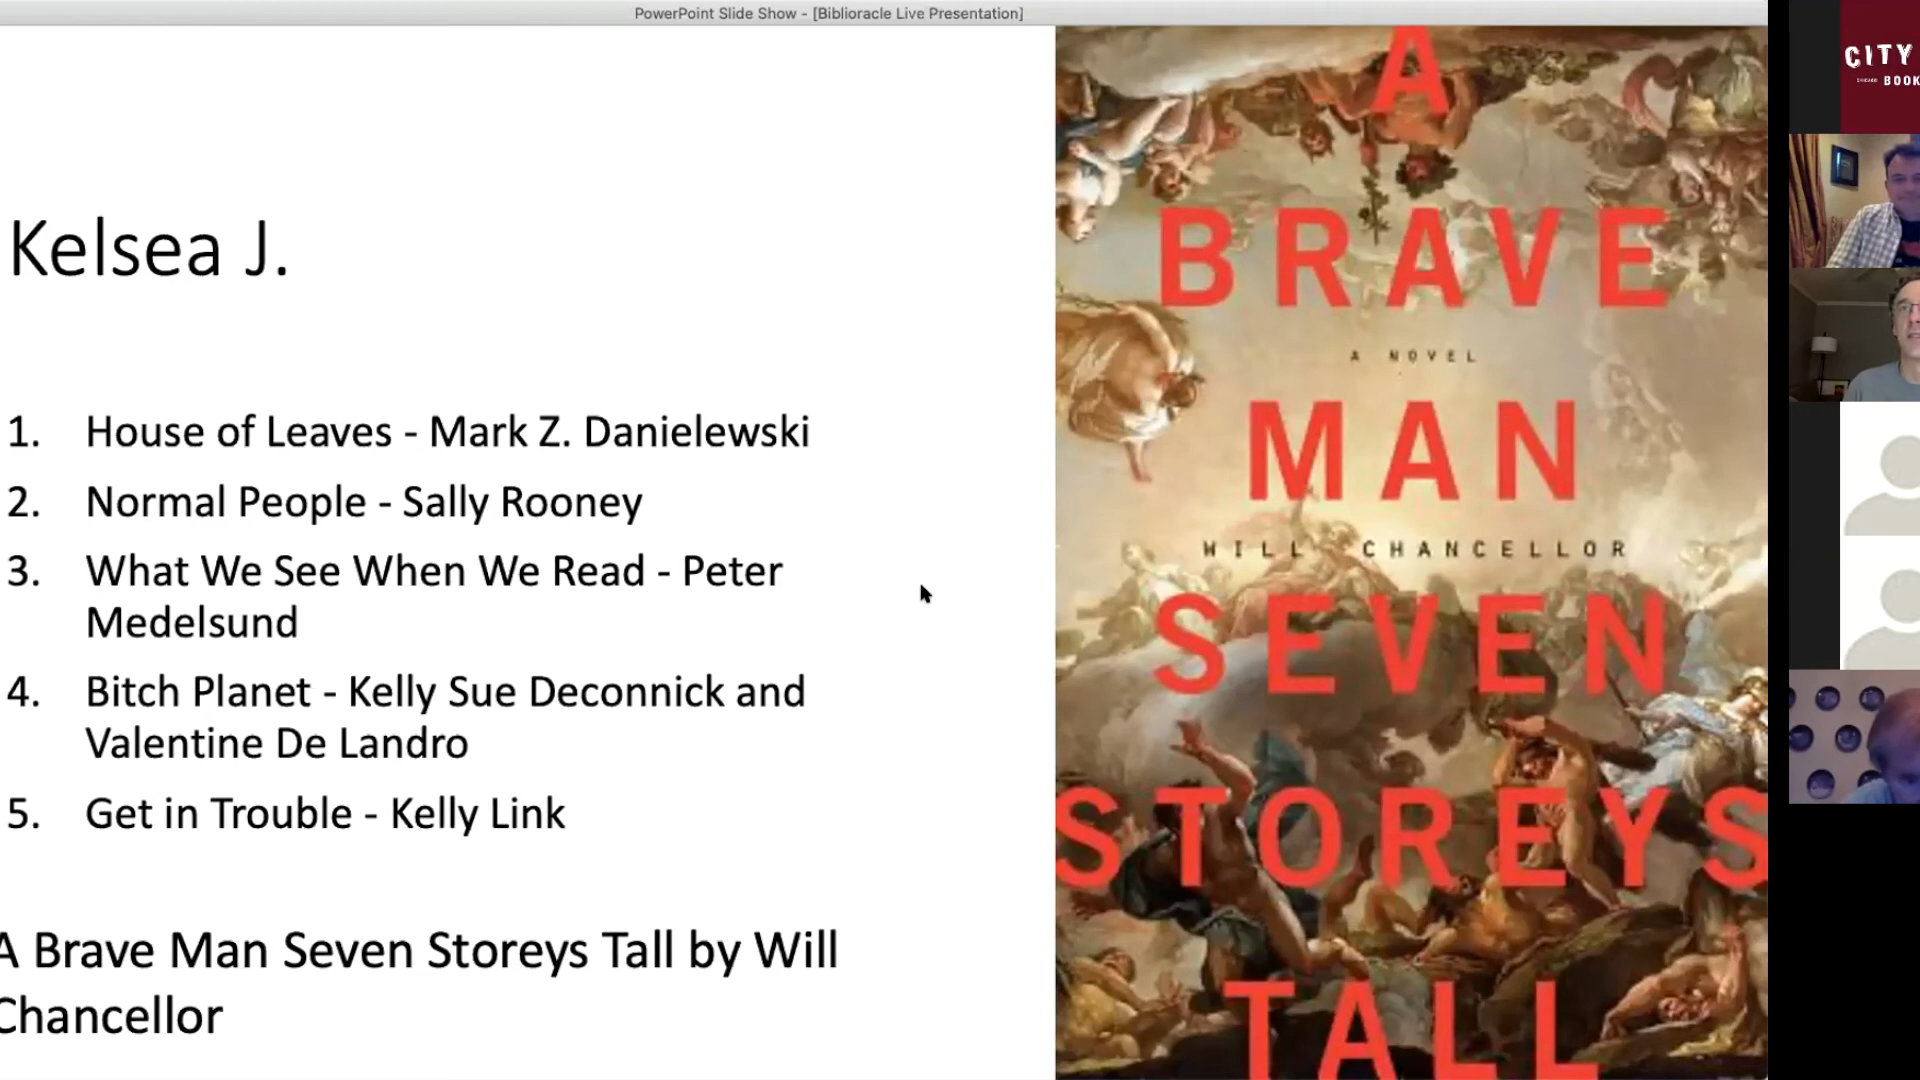 PowerPoint Slide Show - [Biblioracle Live Presentation]
Kelsea J.
1. House of Leaves - Mark Z. Danielewski
2. Normal People - Sally Rooney
3. What We See When We Read - Peter
Medelsund
4. Bitch Planet - Kelly Sue Deconnick and
Valentine De Landro
5. Get in Trouble - Kelly Link
A Brave Man Seven Storeys Tall by Will
Chancellor
A
BRAVE
A NOVEL
MAN
WILL CHANCELLOR
SEVEN
STOREYS
TALL
CITY
BOOK